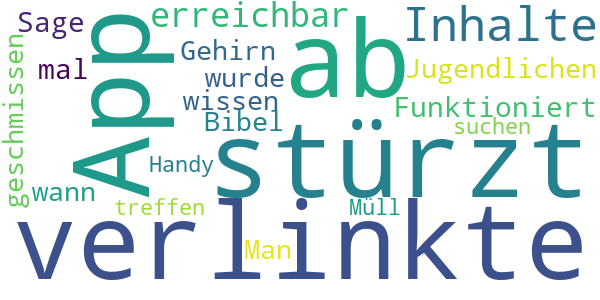 Sage
erreichbar
Inhalte
App
ab
geschmissen
mal
Gehirn
Jugendlichen
wurde
wissen
Funktioniert
Bibel
suchen
stürzt
Handy
wann
treffen
Müll
verlinkte
Man